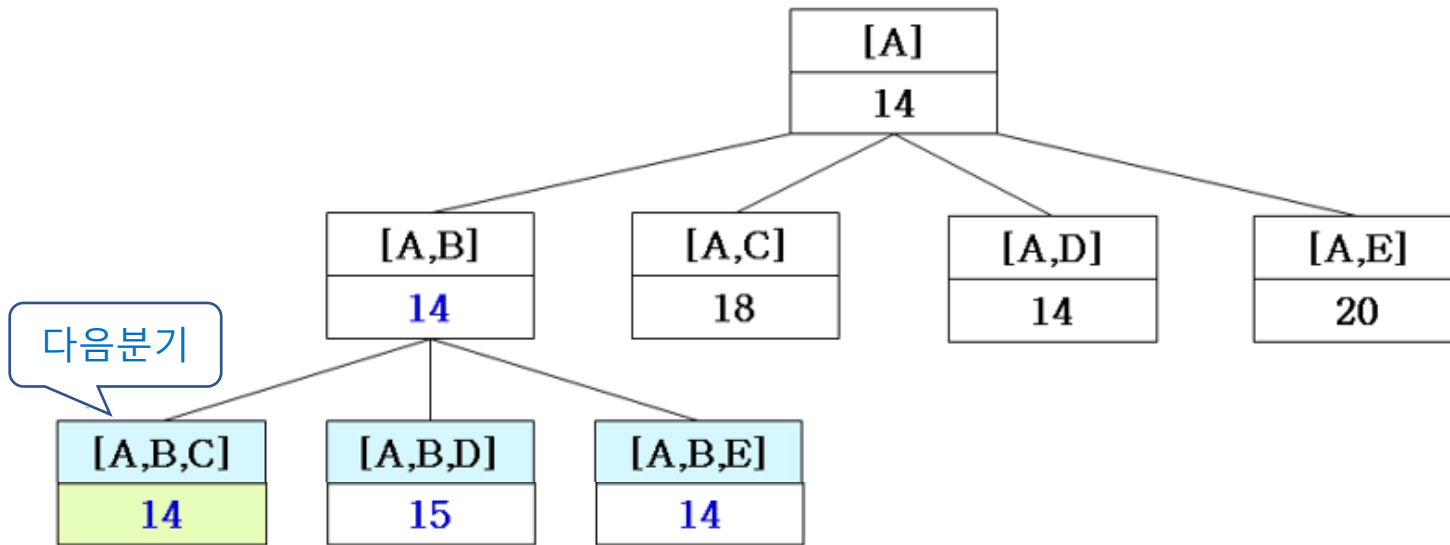 [A]
14
[A,B]
14
[A,C]
18
[A,D]
14
[A,E]
20
다음분기
[A,B,C]
14
[A,B,D]
15
[A,B,E]
14